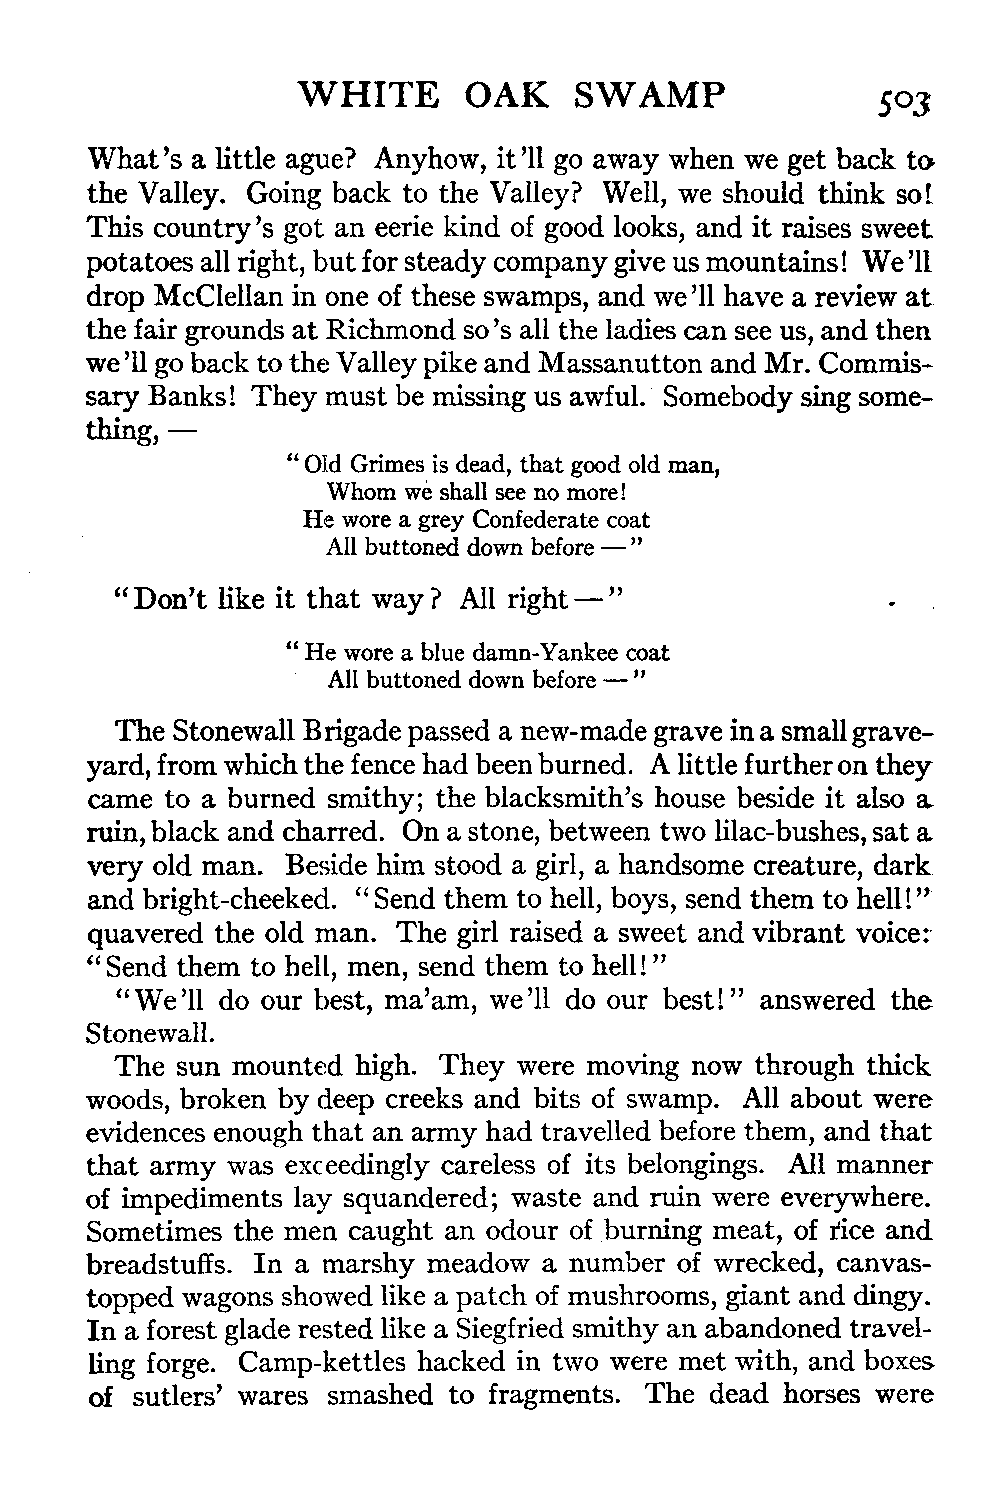 WHITE OAK SWAMP 503
What's a little ague? Anyhow, it'll go away when we get back to
the Valley. Going back to the Valley? Well, we should think so!
This country's got an eerie kind of good looks, and it raises sweet
potatoes all right, but for steady company give us mountains! We'll
drop McClellan in one of these swamps, and we'll have a review at
the fair grounds at Richmond so's all the ladies can see us, and then
we'll go back to the Valley pike and Massanutton and Mr. Commis-
sary Banks! They must be missing us awful. Somebody sing some-
thing, —
"Old Grimes is dead, that good old man,
Whom we shall see no more!
He wore a grey Confederate coat
All buttoned down before —"
"Don't like it that way? All right —"
"He wore a blue damn-Yankee coat
All buttoned down before —"
The Stonewall Brigade passed a new-made grave in a small grave-
yard, from which the fence had been burned. A little further on they
came to a burned smithy; the blacksmith's house beside it also a
ruin, black and charred. On a stone, between two lilac-bushes, sat a
very old man. Beside him stood a girl, a handsome creature, dark
and bright-cheeked. "Send them to hell, boys, send them to hell!"
quavered the old man. The girl raised a sweet and vibrant voice:
"Send them to hell, men, send them to hell!"
"We'll do our best, ma'am, we'll do our best!" answered the
Stonewall.
The sun mounted high. They were moving now through thick
woods, broken by deep creeks and bits of swamp. All about were
evidences enough that an army had travelled before them, and that
that army was exceedingly careless of its belongings. All manner
of impediments lay squandered; waste and ruin were everywhere.
Sometimes the men caught an odour of burning meat, of rice and
breadstuffs. In a marshy meadow a number of wrecked, canvas-
topped wagons showed like a patch of mushrooms, giant and dingy.
In a forest glade rested like a Siegfried smithy an abandoned travel-
ling forge. Camp-kettles hacked in two were met with, and boxes
of sutlers' wares smashed to fragments. The dead horses were